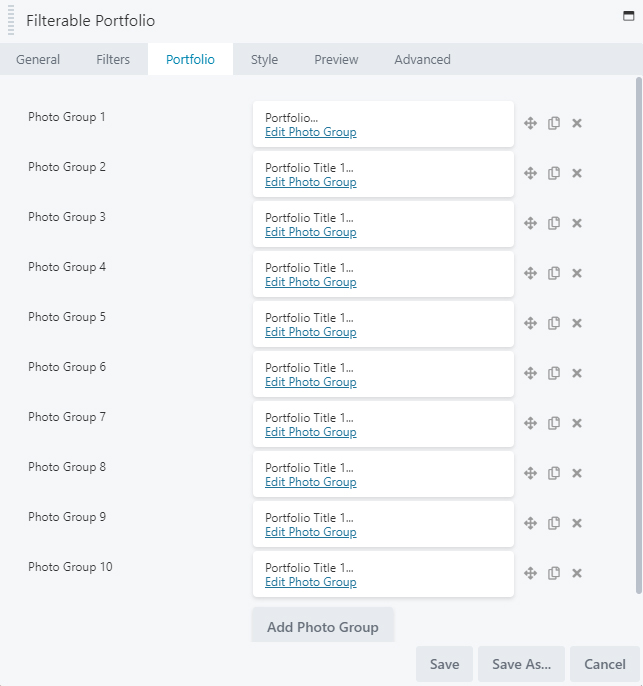 Filterable Portfolio
General Filters Portfolio Style Preview Advanced
Photo Group 1
Portfolio...
Edit Photo Group
Photo Group 2
Portfolio Title 1...
Edit Photo Group
Photo Group 3
Portfolio Title 1...
Edit Photo Group
Photo Group 4
Portfolio Title 1...
Edit Photo Group
Photo Group 5
Portfolio Title 1...
Edit Photo Group
Photo Group 6
Portfolio Title 1...
Edit Photo Group
Photo Group 7
Portfolio Title 1...
Edit Photo Group
Photo Group 8
Portfolio Title 1...
Edit Photo Group
Photo Group 9
Portfolio Title 1...
Edit Photo Group
Photo Group 10
Portfolio Title 1...
Edit Photo Group
Add Photo Group
Save Save As... Cancel